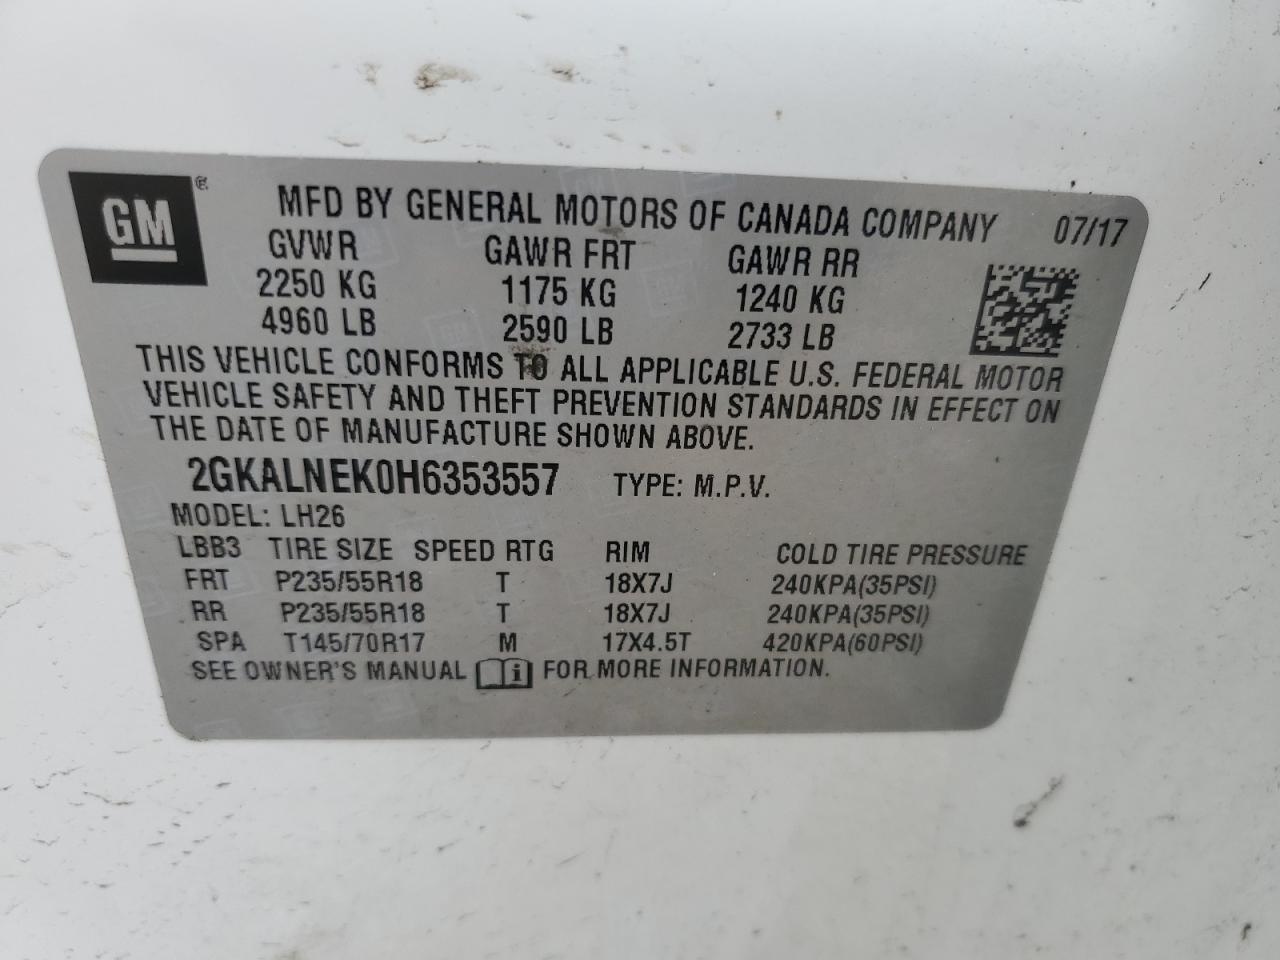 GM ®
MFD BY GENERAL MOTORS OF CANADA COMPANY 07/17
GVWR GAWR FRT GAWR RR
2250 KG 1175 KG 1240 KG
4960 LB 2590 LB 2733 LB
THIS VEHICLE CONFORMS TO ALL APPLICABLE U.S. FEDERAL MOTOR
VEHICLE SAFETY AND THEFT PREVENTION STANDARDS IN EFFECT ON
THE DATE OF MANUFACTURE SHOWN ABOVE.
2GKALNEK0H6353557 TYPE: M.P.V.
MODEL: LH26
LBB3 TIRE SIZE SPEED RTG RIM COLD TIRE PRESSURE
FRT P235/55R18 T 18X7J 240KPA(35PSI)
RR P235/55R18 T 18X7J 240KPA(35PSI)
SPA T145/70R17 M 17X4.5T 420KPA(60PSI)
SEE OWNER'S MANUAL i FOR MORE INFORMATION.